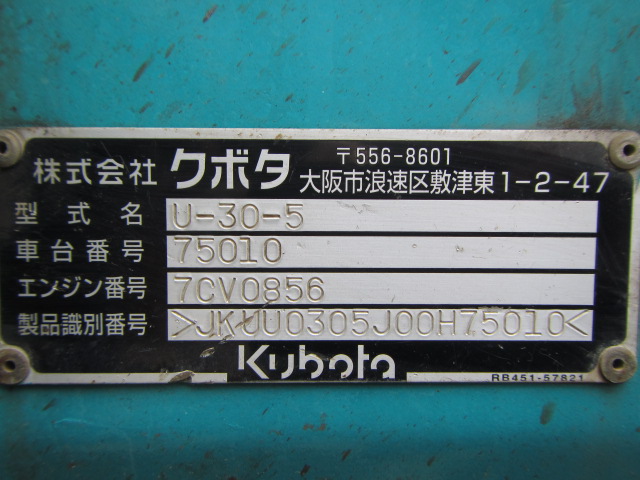 株式会社 クボタ 〒556-8601
大阪市浪速区敷津東1-2-47
型式名 U-30-5
車台番号 75010
エンジン番号 7CV0856
製品識別番号 >JKUU0305J00H75010<
Kubota
RB451-57821